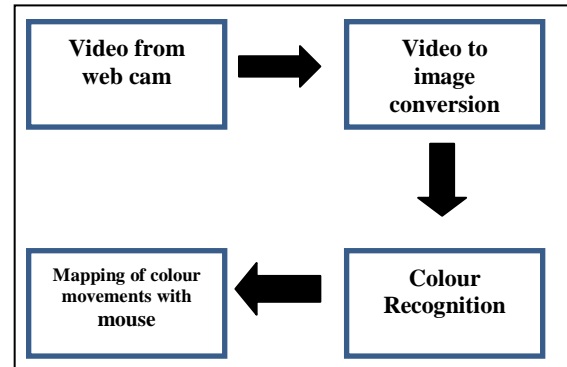 Video from
web cam
Video to
image
conversion
Colour
Recognition
Mapping of colour
movements with
mouse